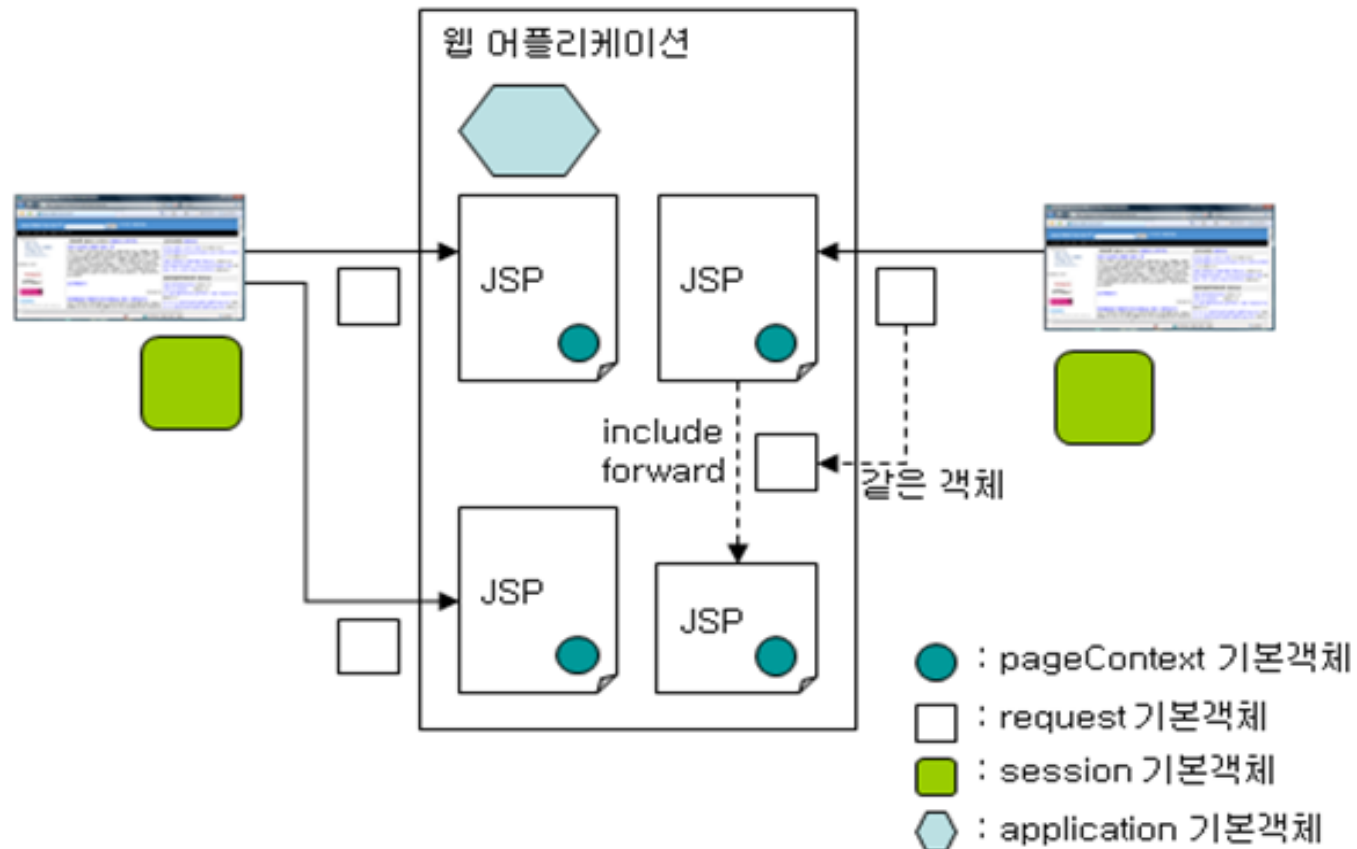 웹 어플리케이션
JSP
JSP
include
forward
같은 객체
JSP
JSP
: pageContext 기본객체
: request 기본객체
: session 기본객체
: application 기본객체